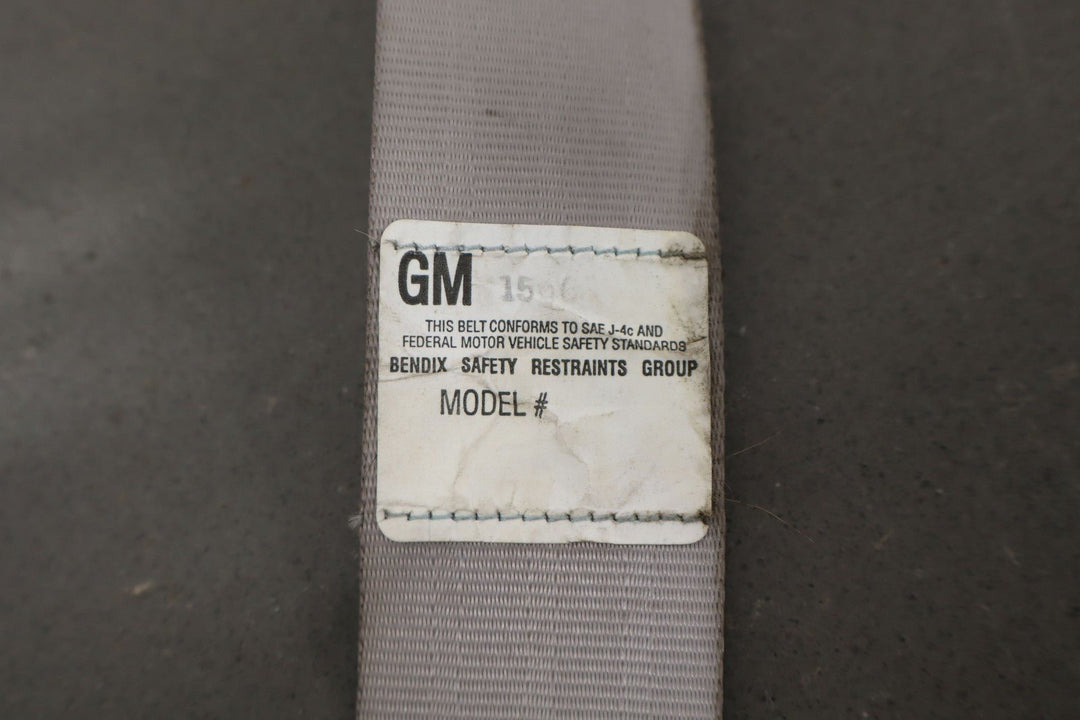 GM
THIS BELT CONFORMS TO SAE J-4c AND
FEDERAL MOTOR VEHICLE SAFETY STANDARDS
BENDIX SAFETY RESTRAINTS GROUP
MODEL #